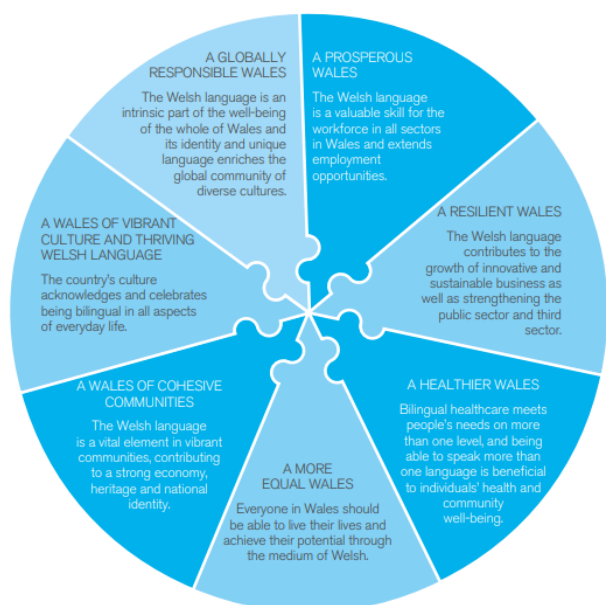 A GLOBALLY
RESPONSIBLE WALES
The Welsh language is an
intrinsic part of the well-being
of the whole of Wales and
its identity and unique
language enriches the
global community of
diverse cultures.
A PROSPEROUS
WALES
The Welsh language
is a valuable skill for the
workforce in all sectors
in Wales and extends
employment
opportunities.
A RESILIENT WALES
The Welsh language
contributes to the
growth of innovative and
sustainable business as
well as strengthening the
public sector and third
sector.
A HEALTHIER WALES
Bilingual healthcare meets
people's needs on more
than one level, and being
able to speak more than
one language is beneficial
to individuals' health and
community
well-being.
A MORE
EQUAL WALES
Everyone in Wales should
be able to live their lives and
achieve their potential through
the medium of Welsh.
A WALES OF COHESIVE
COMMUNITIES
The Welsh language
is a vital element in vibrant
communities, contributing
to a strong economy,
heritage and national
identity.
A WALES OF VIBRANT
CULTURE AND THRIVING
WELSH LANGUAGE
The country's culture
acknowledges and celebrates
being bilingual in all aspects
of everyday life.